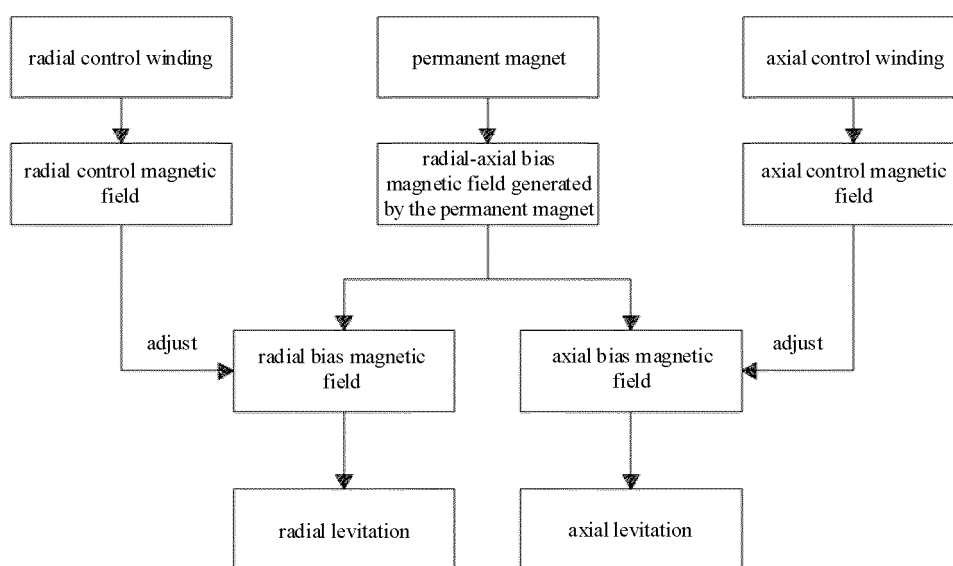 radial control winding
permanent magnet
axial control winding
radial control magnetic
field
radial-axial bias
magnetic field generated
by the permanent magnet
axial control magnetic
field
adjust
radial bias magnetic
field
axial bias magnetic
field
adjust
radial levitation
axial levitation